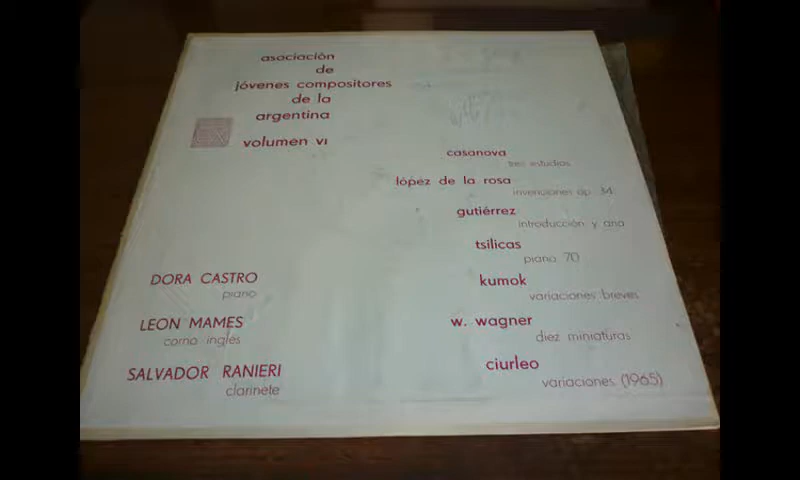 asociación
de
jóvenes compositores
de la
argentina
volumen VI
casanova
tres estudios
lópez de la rosa
invenciones op. 34
gutiérrez
introducción y aria
tsilicas
piano 70
kumok
variaciones breves
w. wagner
diez miniaturas
ciurleo
variaciones (1965)
DORA CASTRO
piano
LEON MAMES
corno inglés
SALVADOR RANIERI
clarinete